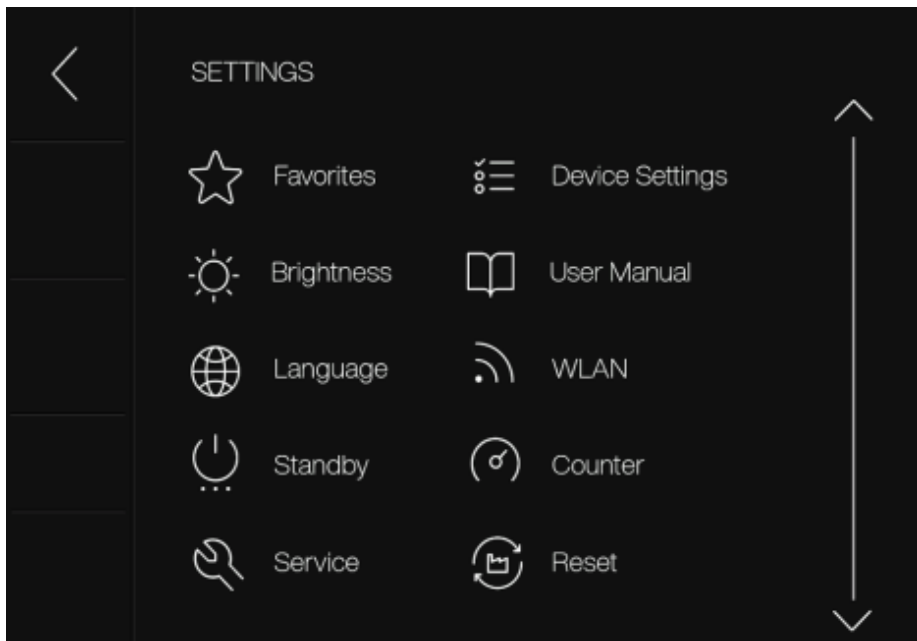 SETTINGS
Favorites
Device Settings
Brightness
User Manual
Language
WLAN
Standby
Counter
Service
Reset